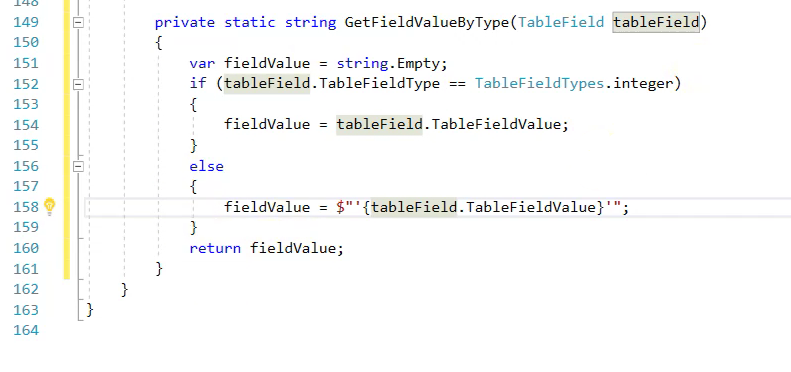 148
149 private static string GetFieldValueByType(TableField tableField)
150 {
151 var fieldValue = string.Empty;
152 if (tableField.TableFieldType == TableFieldTypes.integer)
153 {
154 fieldValue = tableField.TableFieldValue;
155 }
156 else
157 {
158 fieldValue = $"'{tableField.TableFieldValue}'";
159 }
160 return fieldValue;
161 }
162 }
163 }
164